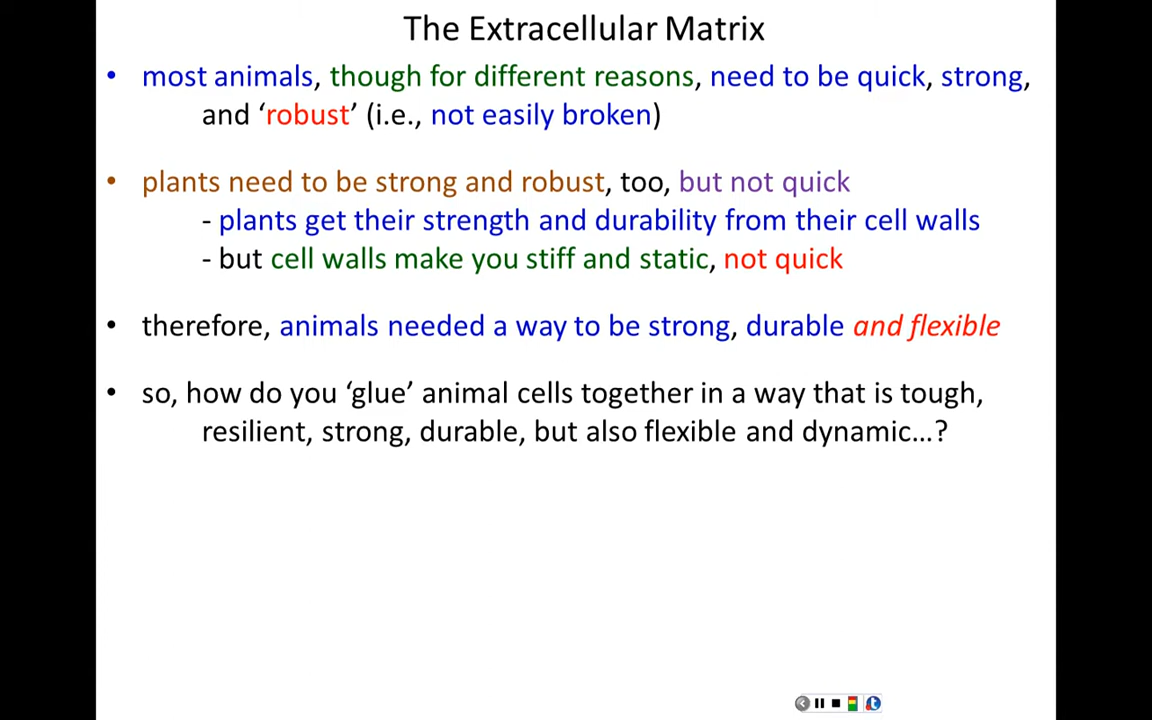 The Extracellular Matrix
• most animals, though for different reasons, need to be quick, strong,
and ‘robust’ (i.e., not easily broken)
• plants need to be strong and robust, too, but not quick
- plants get their strength and durability from their cell walls
- but cell walls make you stiff and static, not quick
• therefore, animals needed a way to be strong, durable and flexible
• so, how do you ‘glue’ animal cells together in a way that is tough,
resilient, strong, durable, but also flexible and dynamic…?